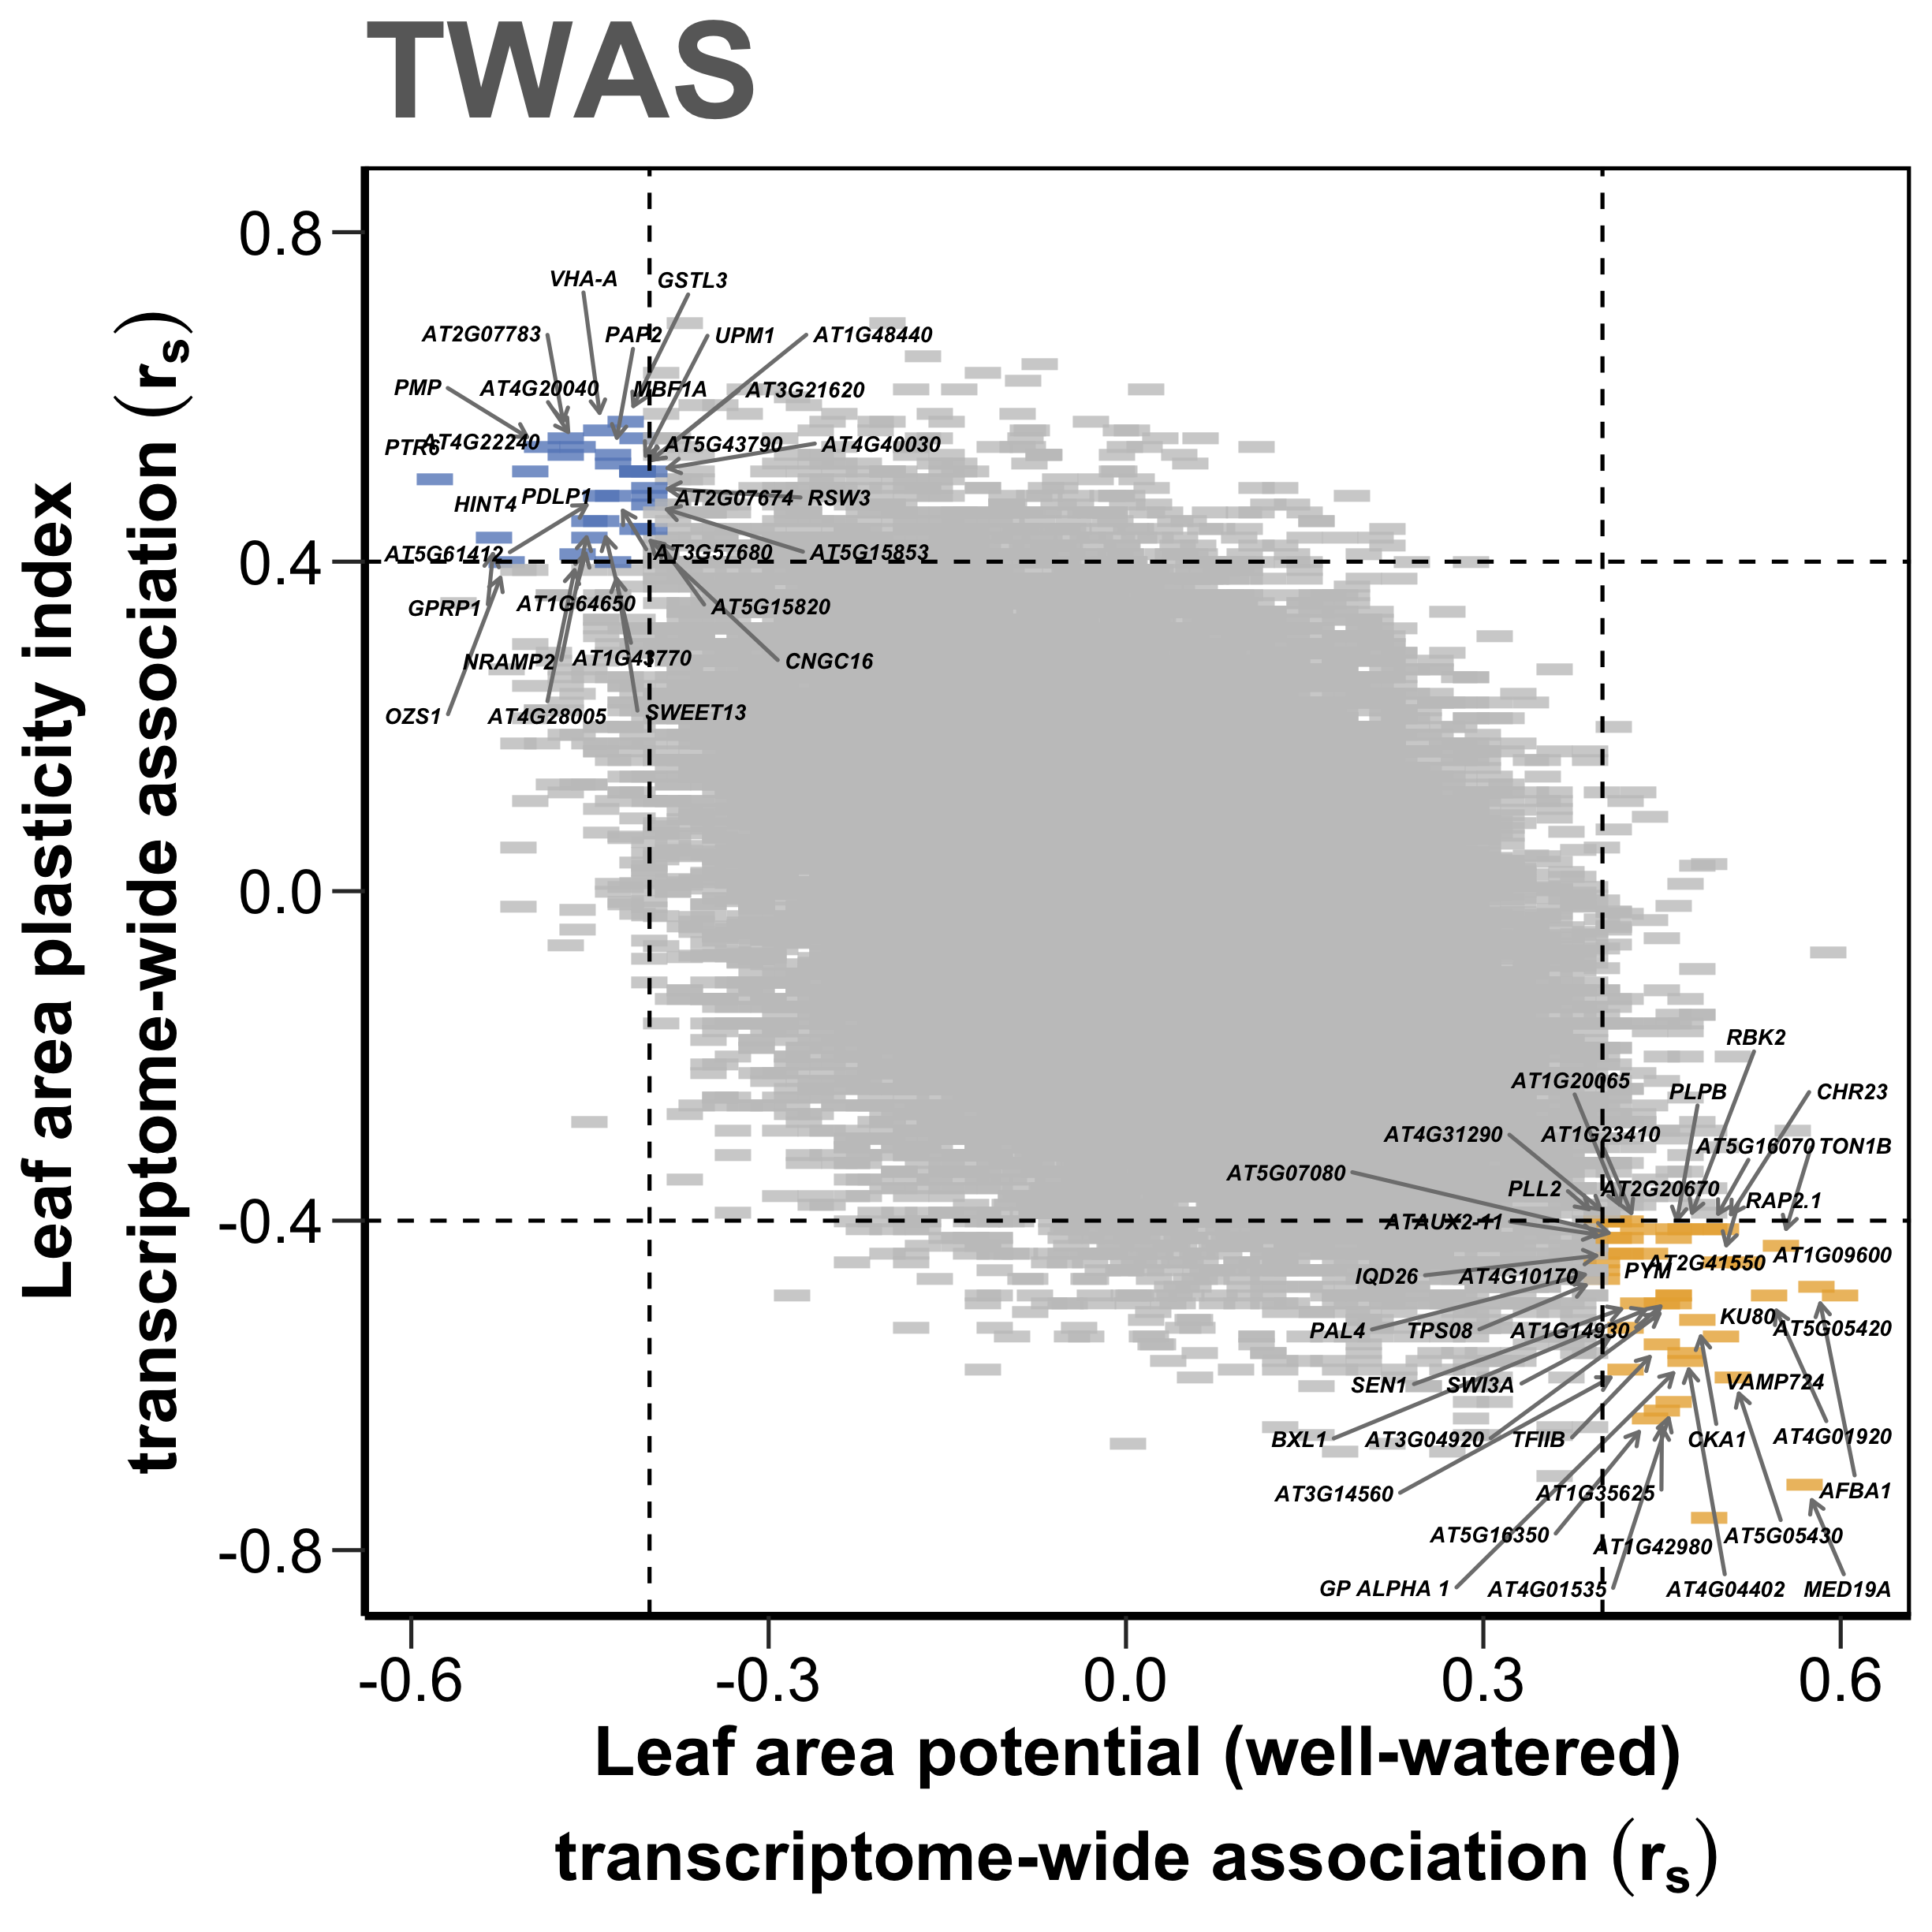 TWAS
Leaf area plasticity index
transcriptome-wide association (rs)
0.8
0.4
0.0
-0.4
-0.8
VHA-A
GSTL3
AT2G07783
PAP2
UPM1
AT1G48440
PMP
AT4G20040
MBF1A
AT3G21620
PTR6
AT4G22240
AT5G43790
AT4G40030
HINT4
PDLP1
AT2G07674
RSW3
AT5G61412
AT3G57680
AT5G15853
GPRP1
AT1G64650
AT5G15820
NRAMP2
AT1G43770
CNGC16
OZS1
AT4G28005
SWEET13
RBK2
AT1G20065
PLPB
CHR23
AT4G31290
AT1G23410
AT5G16070
TON1B
AT5G07080
PLL2
AT2G20670
RAP2.1
ATAUX2-11
AT1G09600
IQD26
AT4G10170
PYM
AT2G41550
PAL4
TPS08
AT1G14930
KU80
AT5G05420
SEN1
SWI3A
VAMP724
BXL1
AT3G04920
TFIIB
CKA1
AT4G01920
AT3G14560
AT1G35625
AFBA1
AT5G16350
AT1G42980
AT5G05430
GP ALPHA 1
AT4G01535
AT4G04402
MED19A
-0.6
-0.3
0.0
0.3
0.6
Leaf area potential (well-watered)
transcriptome-wide association (rs)